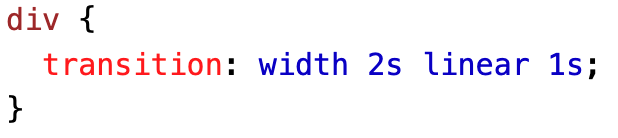 div {
  transition: width 2s linear 1s;
}